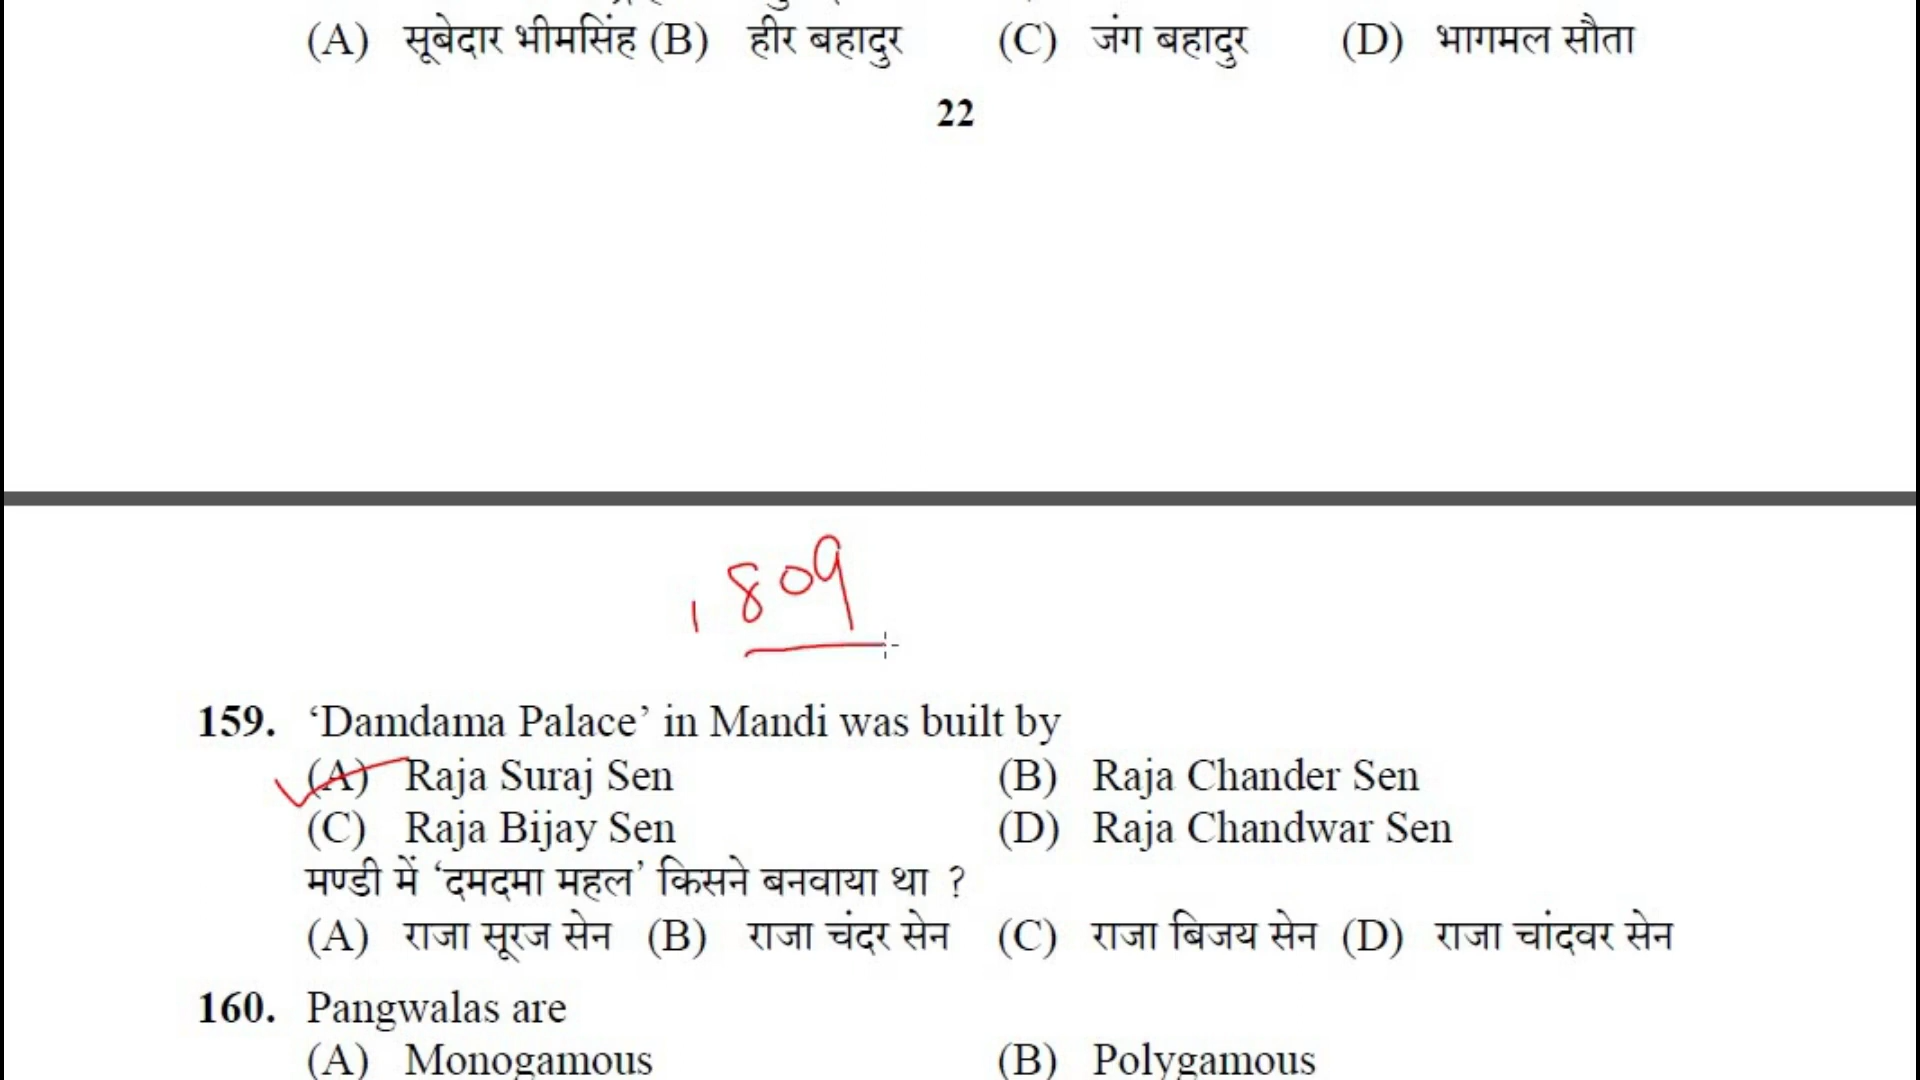 (A) सूबेदार भीमसिंह (B) हीर बहादुर (C) जंग बहादुर (D) भागमल सौता
22
1809
159. ‘Damdama Palace’ in Mandi was built by
(A) Raja Suraj Sen (B) Raja Chander Sen
(C) Raja Bijay Sen (D) Raja Chandwar Sen
मण्डी में ‘दमदमा महल’ किसने बनवाया था ?
(A) राजा सूरज सेन (B) राजा चंदर सेन (C) राजा बिजय सेन (D) राजा चांदवर सेन
160. Pangwalas are
(A) Monogamous (B) Polygamous